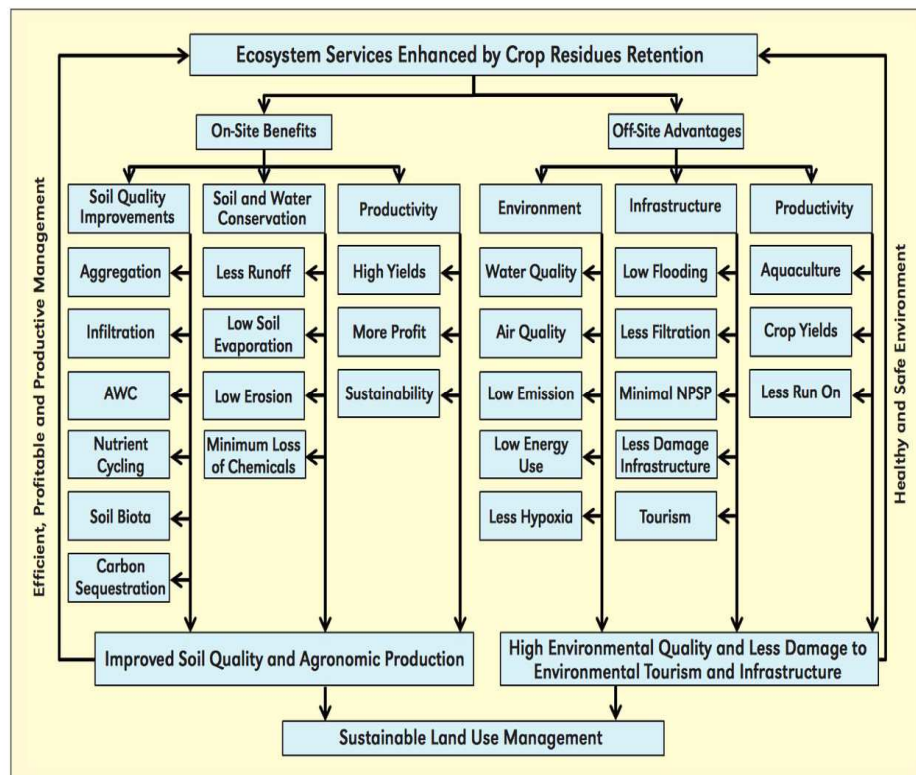 Ecosystem Services Enhanced by Crop Residues Retention
On-Site Benefits
Off-Site Advantages
Soil Quality
Improvements
Soil and Water
Conservation
Productivity
Environment
Infrastructure
Productivity
Aggregation
Less Runoff
High Yields
Water Quality
Low Flooding
Aquaculture
Infiltration
Low Soil
Evaporation
More Profit
Air Quality
Less Filtration
Crop Yields
AWC
Low Erosion
Sustainability
Low Emission
Minimal NPSP
Less Run On
Nutrient
Cycling
Minimum Loss
of Chemicals
Low Energy
Use
Less Damage
Infrastructure
Soil Biota
Less Hypoxia
Tourism
Carbon
Sequestration
Efficient, Profitable and Productive Management
Healthy and Safe Environment
Improved Soil Quality and Agronomic Production
High Environmental Quality and Less Damage to
Environmental Tourism and Infrastructure
Sustainable Land Use Management